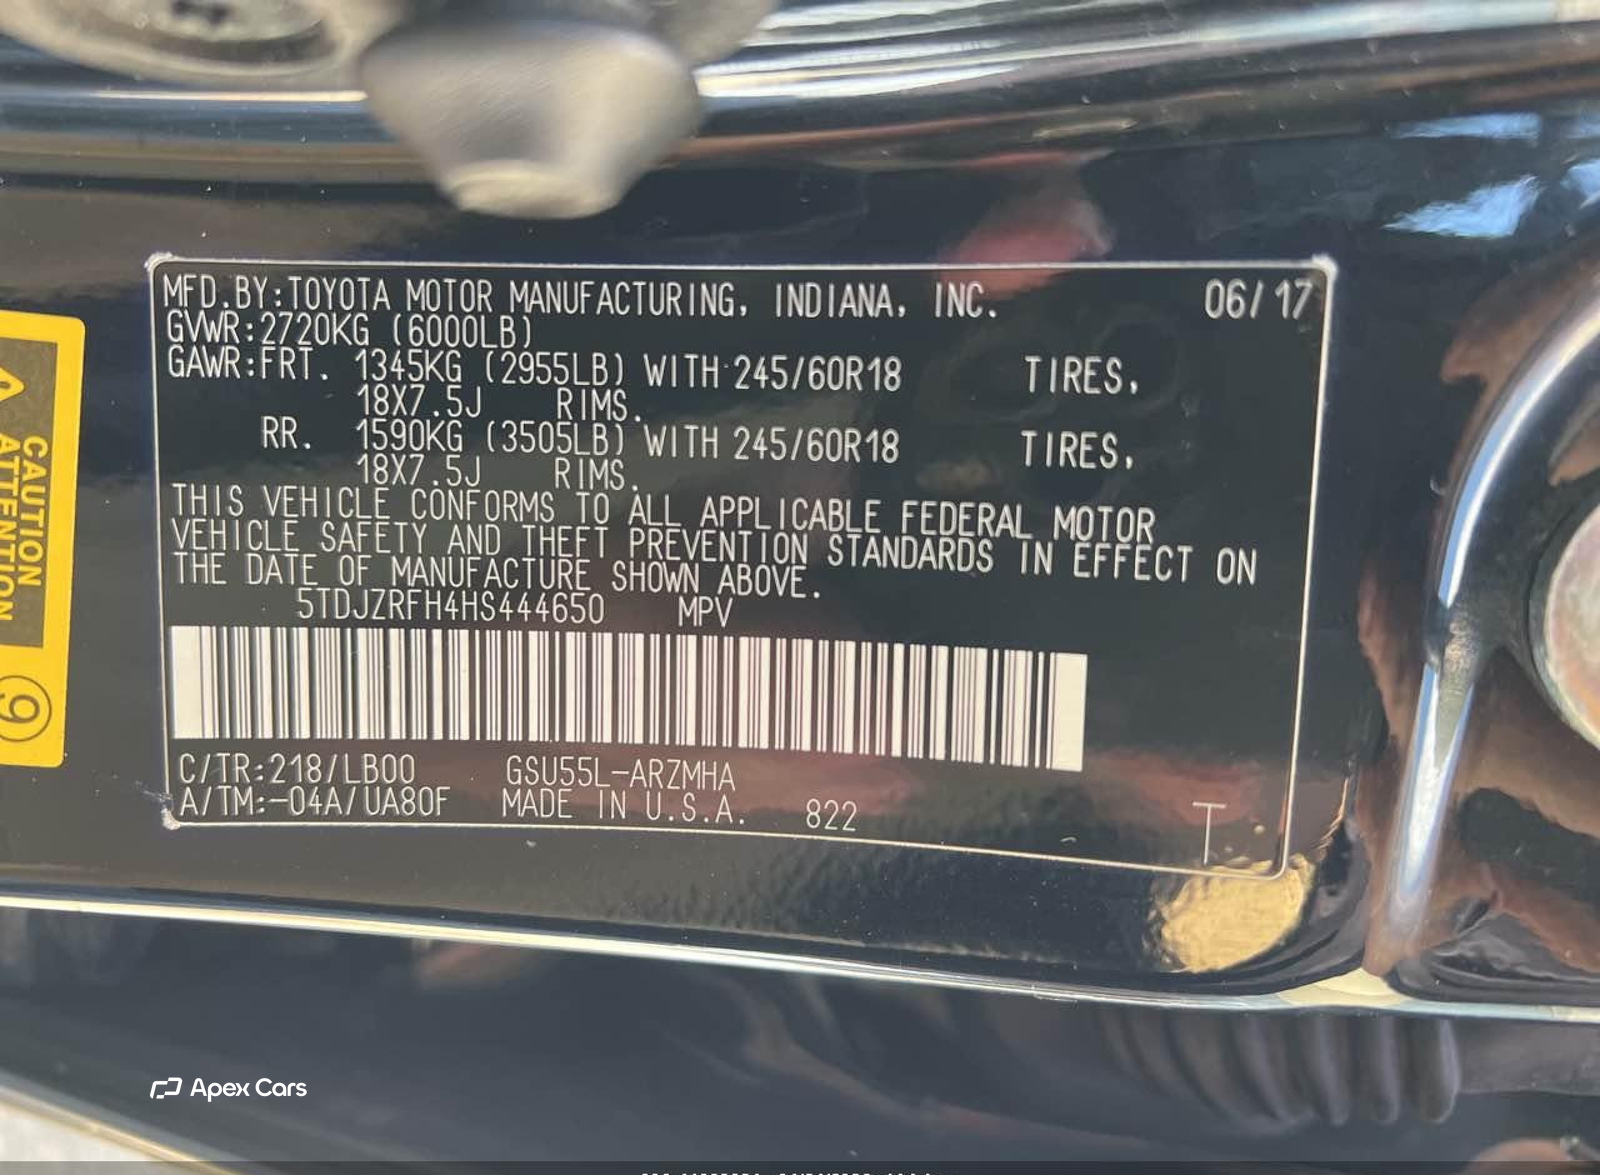 MFD.BY:TOYOTA MOTOR MANUFACTURING, INDIANA, INC. 06/17
GVWR:2720KG (6000LB)
GAWR:FRT. 1345KG (2955LB) WITH 245/60R18 TIRES,
18X7.5J RIMS.
RR. 1590KG (3505LB) WITH 245/60R18 TIRES,
18X7.5J RIMS.
THIS VEHICLE CONFORMS TO ALL APPLICABLE FEDERAL MOTOR
VEHICLE SAFETY AND THEFT PREVENTION STANDARDS IN EFFECT ON
THE DATE OF MANUFACTURE SHOWN ABOVE.
5TDJZRFH4HS444650 MPV
C/TR:218/LB00 GSU55L-ARZMHA
A/TM:-04A/UA80F MADE IN U.S.A. 822 T
CAUTION
ATTENTION
9
Apex Cars